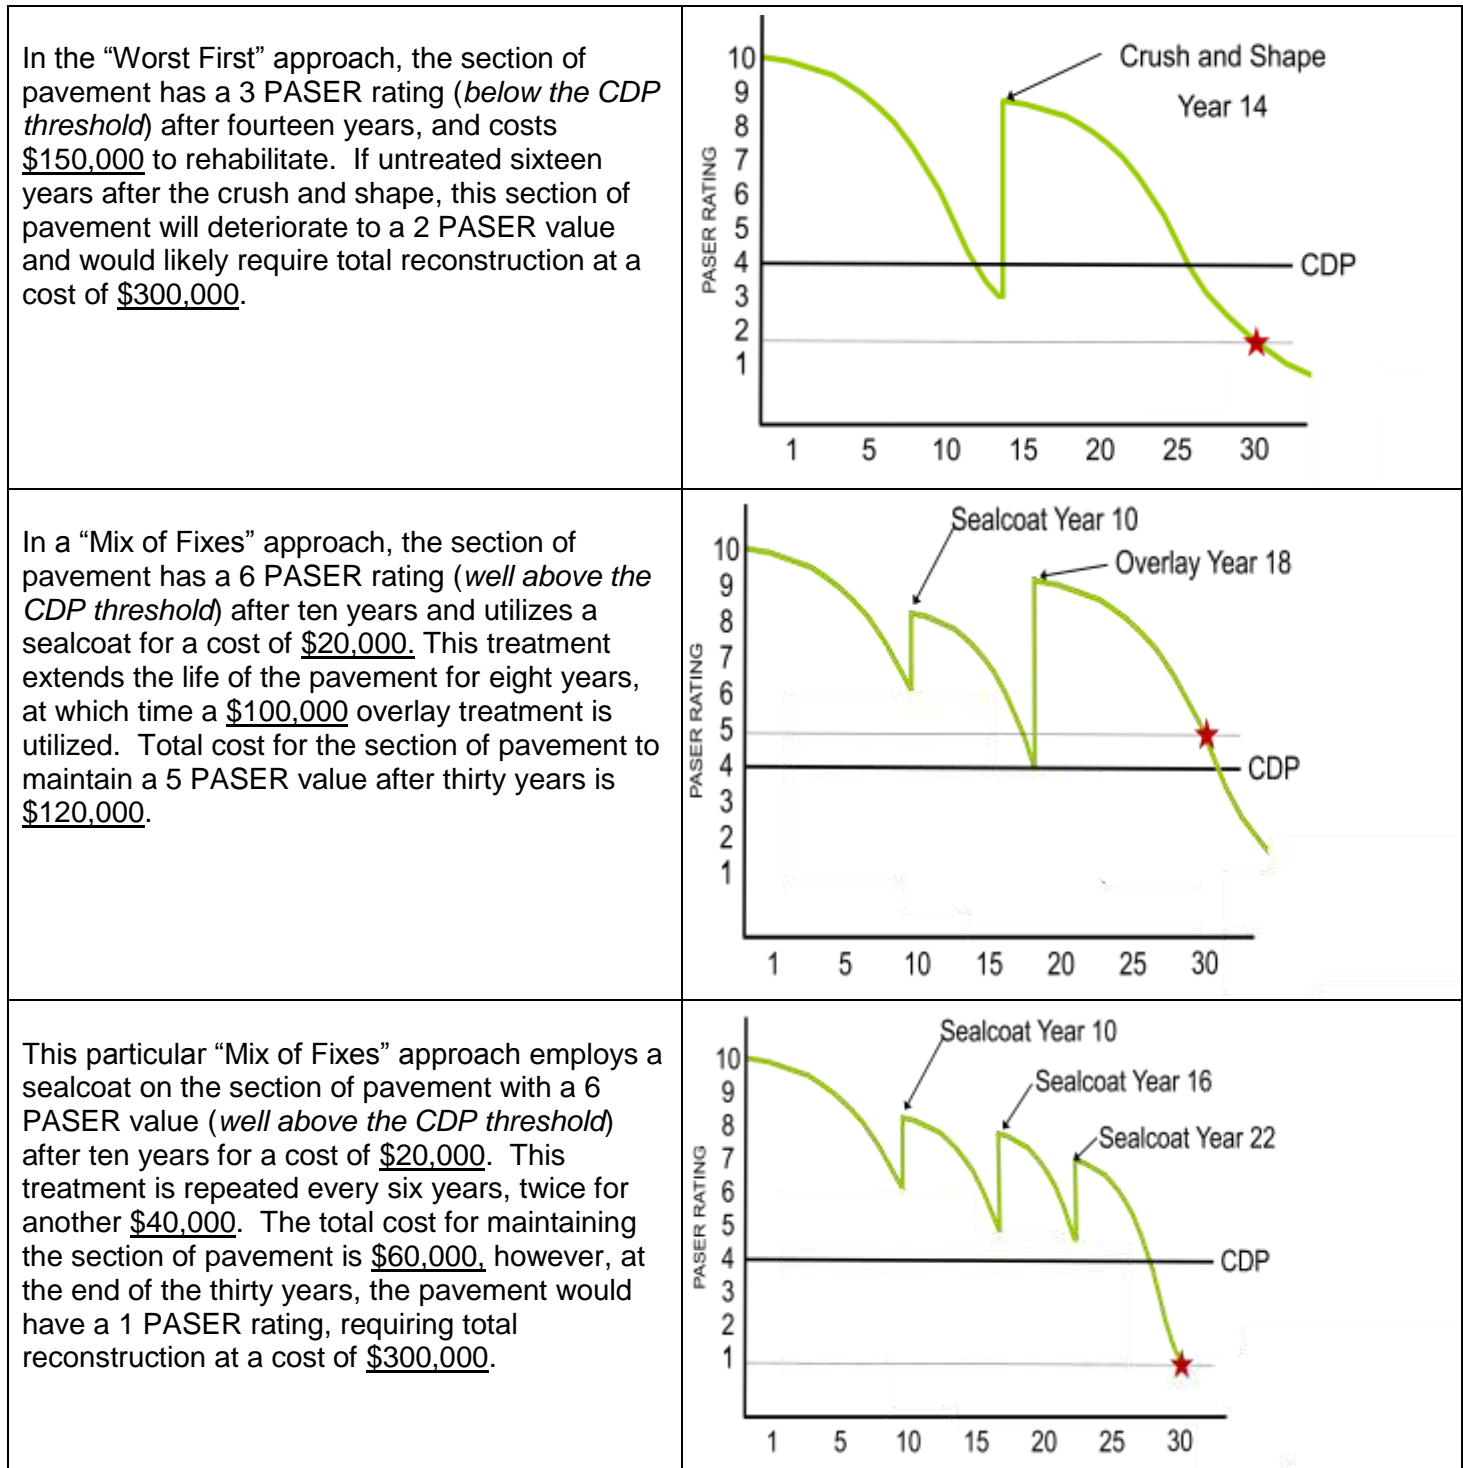 In the “Worst First” approach, the section of
pavement has a 3 PASER rating (below the CDP
threshold) after fourteen years, and costs
$150,000 to rehabilitate.  If untreated sixteen
years after the crush and shape, this section of
pavement will deteriorate to a 2 PASER value
and would likely require total reconstruction at a
cost of $300,000.
Crush and Shape
Year 14
PASER RATING
10
9
8
7
6
5
4
3
2
1
CDP
1 5 10 15 20 25 30
In a “Mix of Fixes” approach, the section of
pavement has a 6 PASER rating (well above the
CDP threshold) after ten years and utilizes a
sealcoat for a cost of $20,000. This treatment
extends the life of the pavement for eight years,
at which time a $100,000 overlay treatment is
utilized.  Total cost for the section of pavement to
maintain a 5 PASER value after thirty years is
$120,000.
Sealcoat Year 10
Overlay Year 18
PASER RATING
10
9
8
7
6
5
4
3
2
1
CDP
1 5 10 15 20 25 30
This particular “Mix of Fixes” approach employs a
sealcoat on the section of pavement with a 6
PASER value (well above the CDP threshold)
after ten years for a cost of $20,000.  This
treatment is repeated every six years, twice for
another $40,000.  The total cost for maintaining
the section of pavement is $60,000, however, at
the end of the thirty years, the pavement would
have a 1 PASER rating, requiring total
reconstruction at a cost of $300,000.
Sealcoat Year 10
Sealcoat Year 16
Sealcoat Year 22
PASER RATING
10
9
8
7
6
5
4
3
2
1
CDP
1 5 10 15 20 25 30